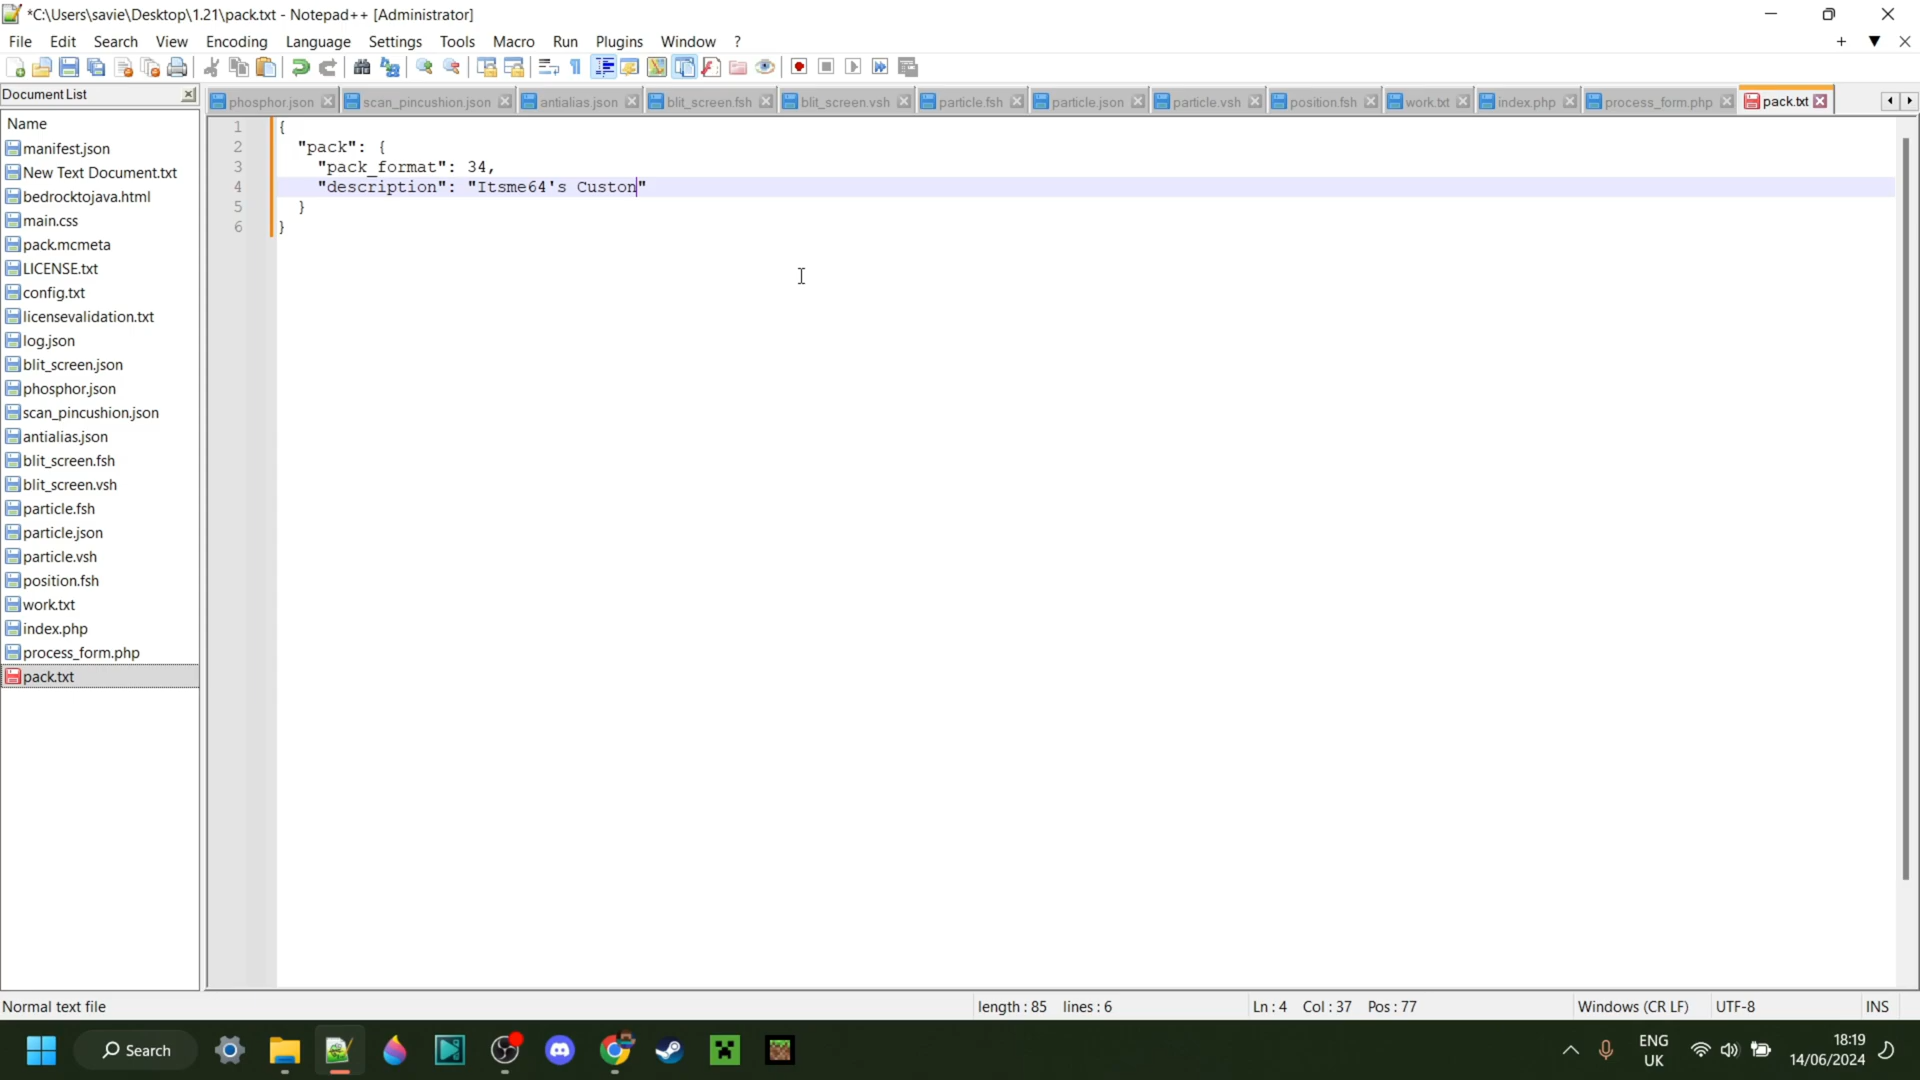 *C:\Users\savie\Desktop\1.21\pack.txt - Notepad++ [Administrator]
File Edit Search View Encoding Language Settings Tools Macro Run Plugins Window ?
Document List
phosphor.json scan_pincushion.json antialias.json blit_screen.fsh blit_screen.vsh particle.fsh particle.json particle.vsh position.fsh work.txt index.php process_form.php pack.txt
Name
manifest.json
New Text Document.txt
bedrocktojava.html
main.css
pack.mcmeta
LICENSE.txt
config.txt
licensevalidation.txt
log.json
blit_screen.json
phosphor.json
scan_pincushion.json
antialias.json
blit_screen.fsh
blit_screen.vsh
particle.fsh
particle.json
particle.vsh
position.fsh
work.txt
index.php
process_form.php
pack.txt
1 {
2 "pack": {
3 "pack_format": 34,
4 "description": "Itsme64's Custon"
5 }
6 }
Normal text file length : 85 lines : 6 Ln : 4 Col : 37 Pos : 77 Windows (CR LF) UTF-8 INS
Search
ENG
UK
18:19
14/06/2024